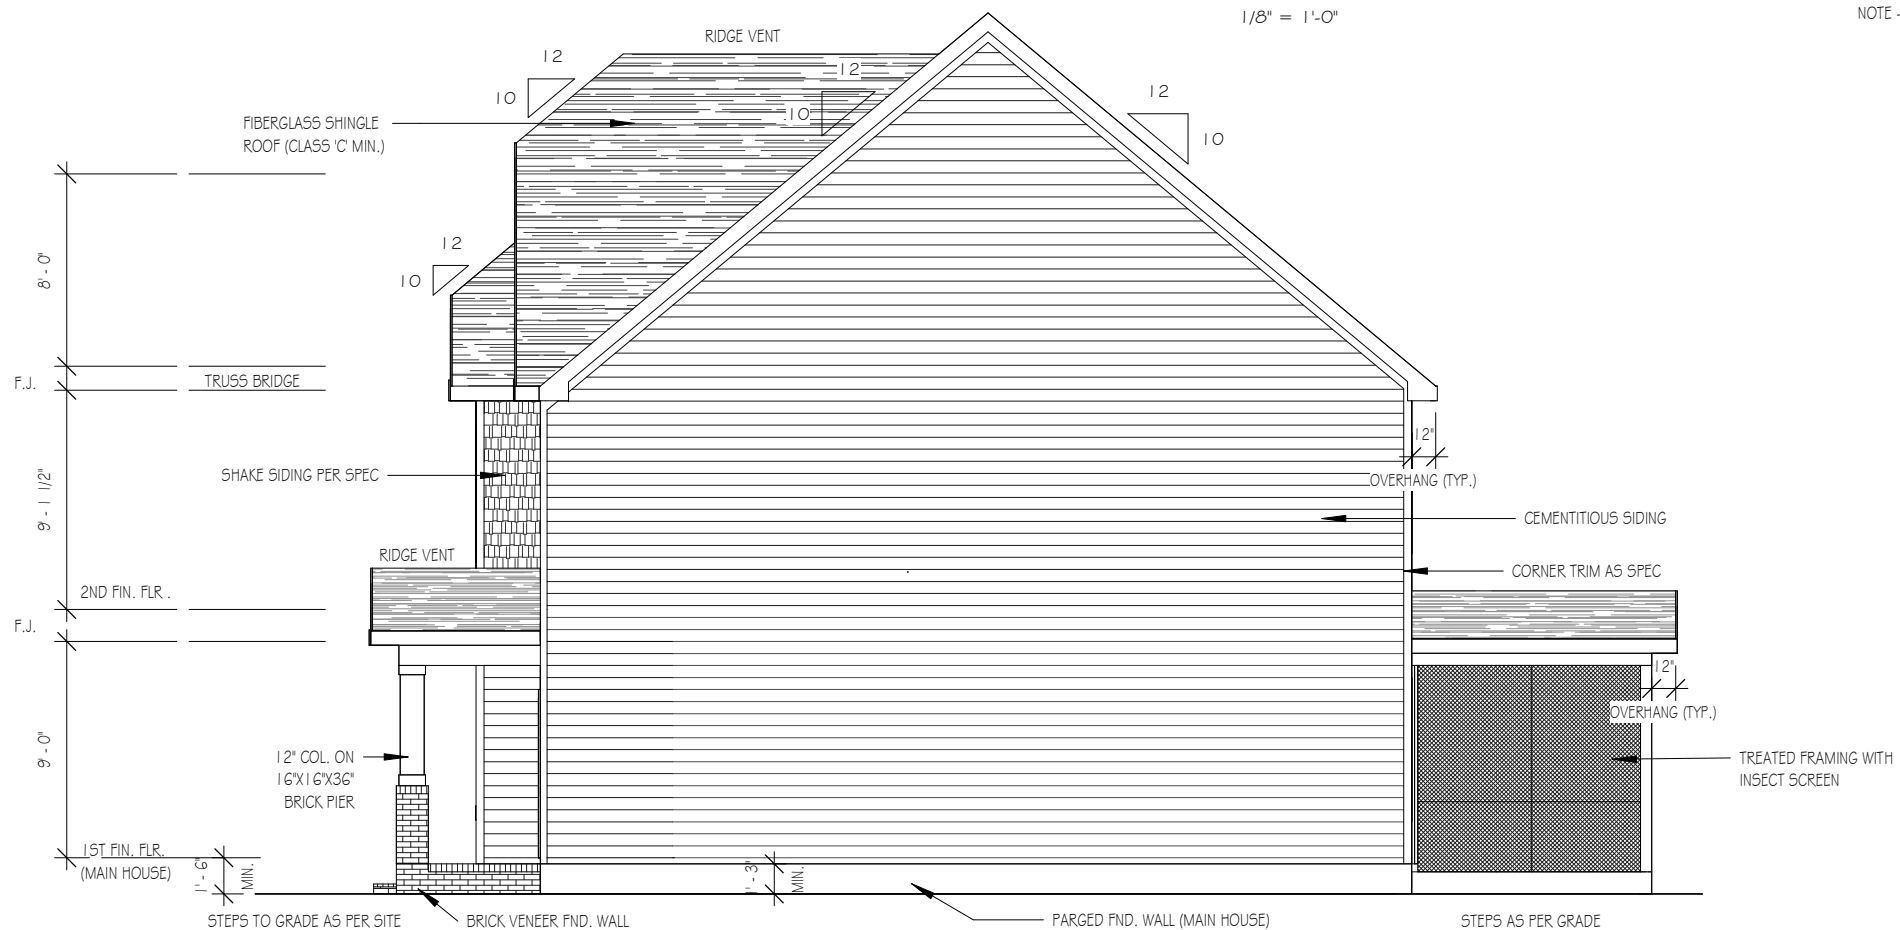 1/8" = 1'-0"
NOTE -
RIDGE VENT
12
10
12
10
12
10
FIBERGLASS SHINGLE
ROOF (CLASS 'C' MIN.)
12
10
8' - 0"
F.J.
TRUSS BRIDGE
12"
OVERHANG (TYP.)
SHAKE SIDING PER SPEC
9' - 1 1/2"
CEMENTITIOUS SIDING
RIDGE VENT
CORNER TRIM AS SPEC
2ND FIN. FLR .
F.J.
12"
OVERHANG (TYP.)
9' - 0"
12" COL. ON
16"X16"X36"
BRICK PIER
TREATED FRAMING WITH
INSECT SCREEN
1ST FIN. FLR.
(MAIN HOUSE)
1' - 6"
MIN.
1' - 3"
MIN.
STEPS TO GRADE AS PER SITE
BRICK VENEER FND. WALL
PARGED FND. WALL (MAIN HOUSE)
STEPS AS PER GRADE